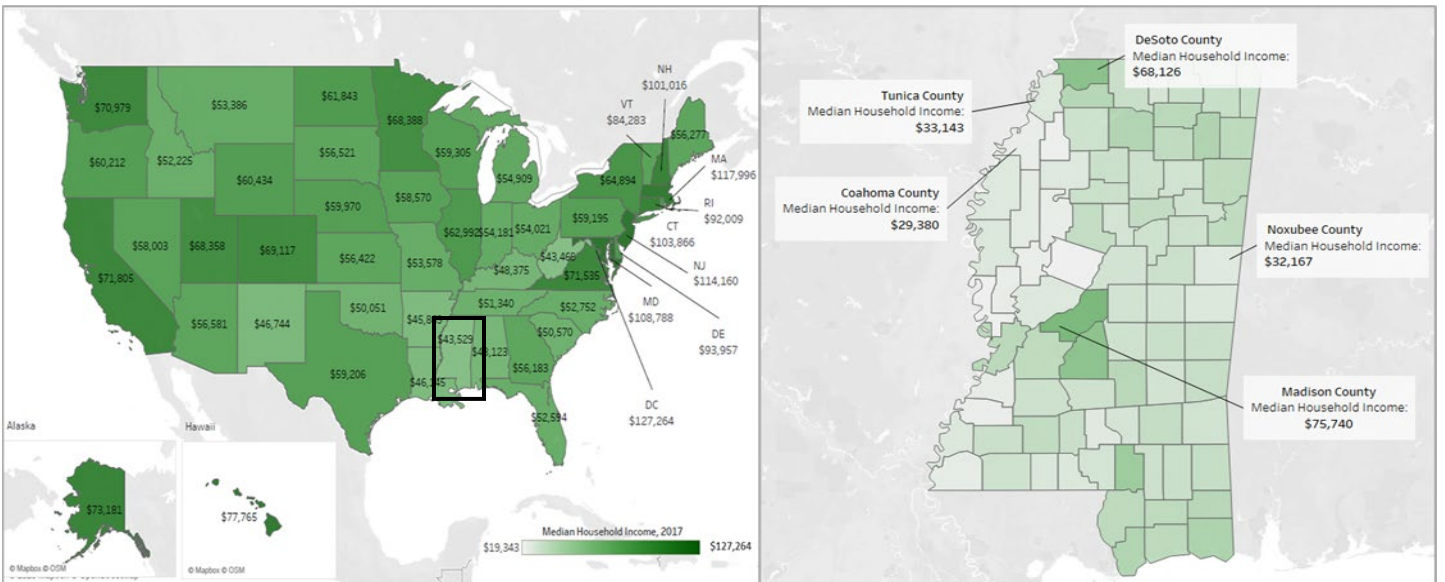 $70,979
$53,386
$61,843
$68,388
NH
$101,016
VT
$84,283
$56,277
$60,212
$52,225
$56,521
$59,305
$54,909
$64,894
MA
$117,996
$60,434
$58,570
$59,970
$59,195
RI
$92,009
$58,003
$68,358
$69,117
$62,992
$54,181
$54,021
CT
$103,866
$71,805
$56,422
$53,578
$48,375
$43,469
$71,535
NJ
$114,160
$56,581
$46,744
$50,051
$51,340
$52,752
MD
$108,788
$43,529
$50,570
DE
$93,957
$59,206
$56,183
$46,145
$52,594
DC
$127,264
Alaska
Hawaii
$73,181
$77,765
Median Household Income, 2017
$19,343
$127,264
© Mapbox © OSM
© Mapbox © OSM
DeSoto County
Median Household Income:
$68,126
Tunica County
Median Household Income:
$33,143
Coahoma County
Median Household Income:
$29,380
Noxubee County
Median Household Income:
$32,167
Madison County
Median Household Income:
$75,740